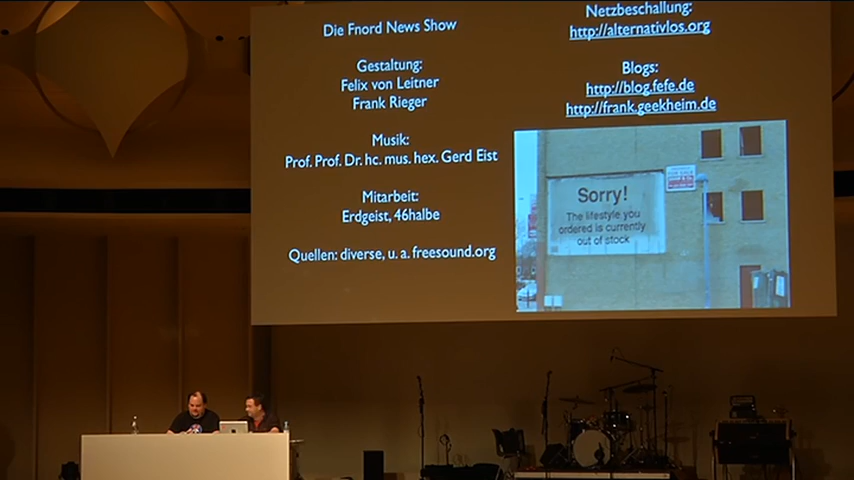 Die Fnord News Show
Gestaltung:
Felix von Leitner
Frank Rieger
Musik:
Prof. Prof. Dr. hc. mus. hex. Gerd Eist
Mitarbeit:
Erdgeist, 46halbe
Quellen: diverse, u. a. freesound.org
Netzbeschallung:
http://alternativlos.org
Blogs:
http://blog.fefe.de
http://frank.geekheim.de
Sorry!
The lifestyle you
ordered is currently
out of stock
FOR SALE